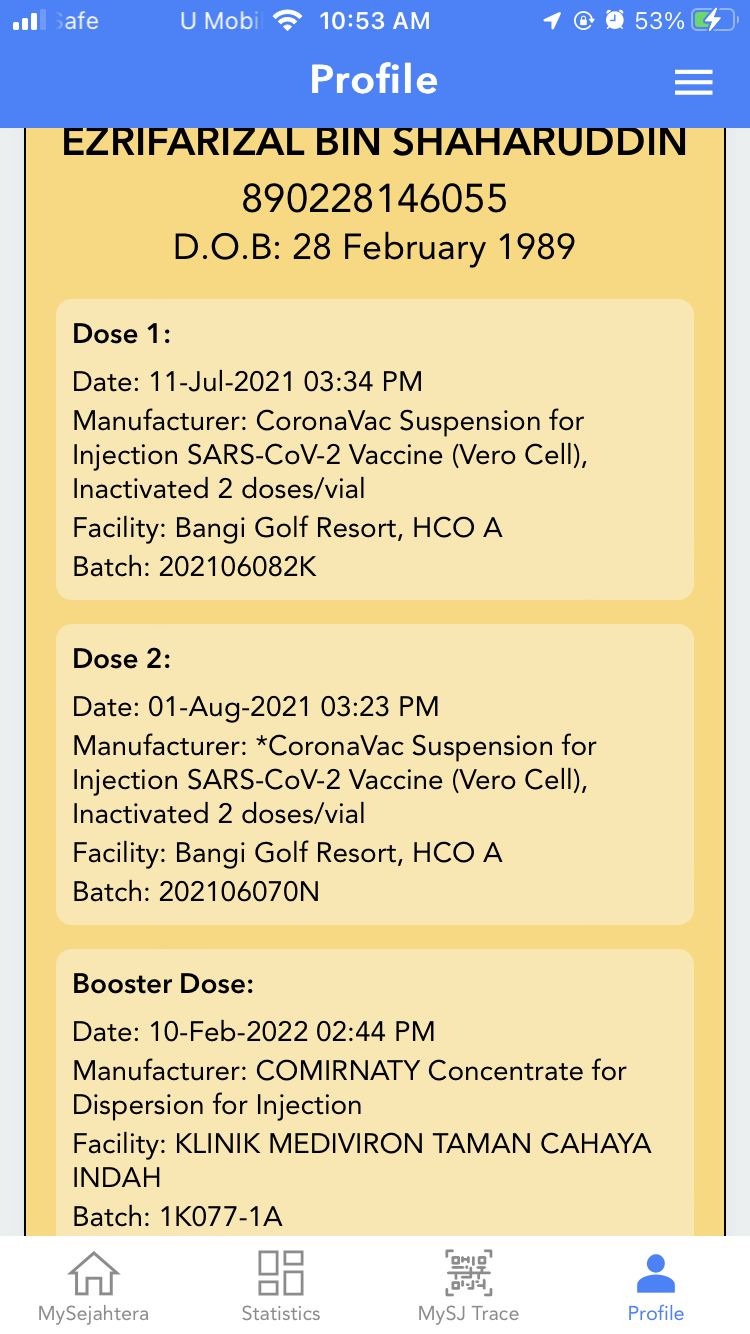 Safe U Mobi 10:53 AM 53%
Profile
EZRIFARIZAL BIN SHAHARUDDIN
890228146055
D.O.B: 28 February 1989
Dose 1:
Date: 11-Jul-2021 03:34 PM
Manufacturer: CoronaVac Suspension for
Injection SARS-CoV-2 Vaccine (Vero Cell),
Inactivated 2 doses/vial
Facility: Bangi Golf Resort, HCO A
Batch: 202106082K
Dose 2:
Date: 01-Aug-2021 03:23 PM
Manufacturer: *CoronaVac Suspension for
Injection SARS-CoV-2 Vaccine (Vero Cell),
Inactivated 2 doses/vial
Facility: Bangi Golf Resort, HCO A
Batch: 202106070N
Booster Dose:
Date: 10-Feb-2022 02:44 PM
Manufacturer: COMIRNATY Concentrate for
Dispersion for Injection
Facility: KLINIK MEDIVIRON TAMAN CAHAYA
INDAH
Batch: 1K077-1A
MySejahtera Statistics MySJ Trace Profile